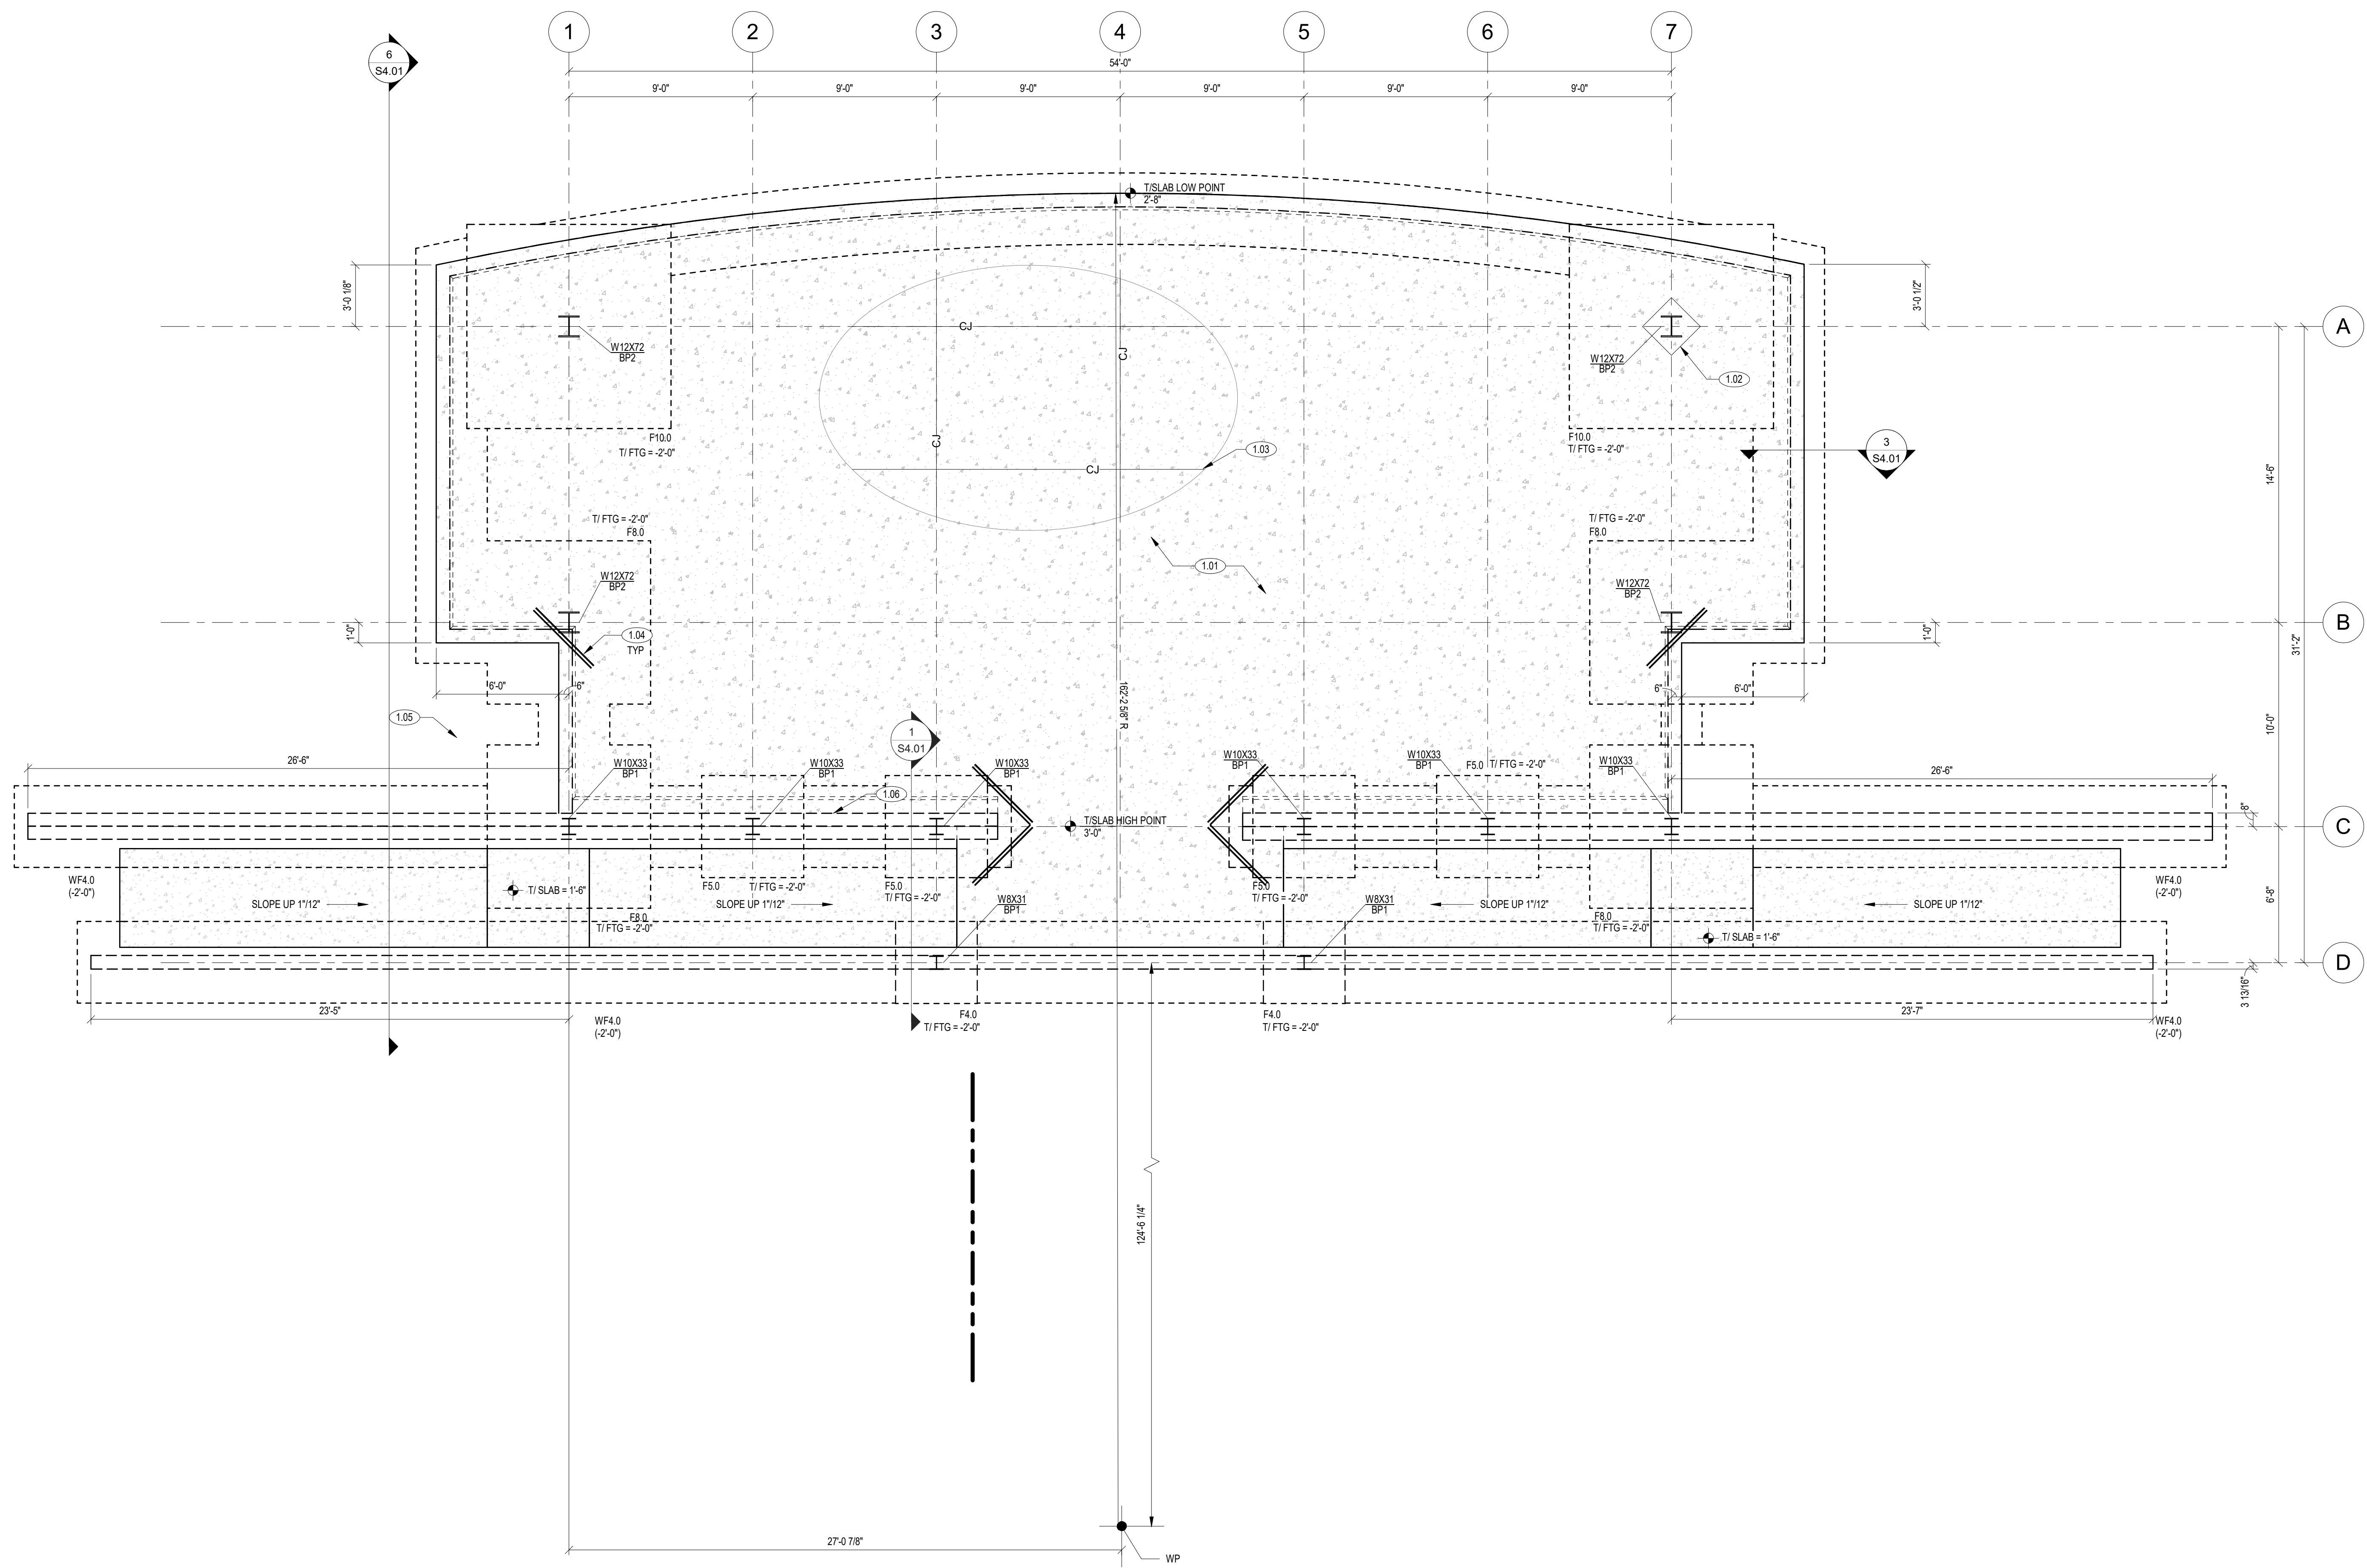 1
2
3
4
5
6
7
6
S4.01
54'-0"
9'-0"
9'-0"
9'-0"
9'-0"
9'-0"
9'-0"
T/SLAB LOW POINT
2'-8"
3'-0 1/8"
3'-0 1/2"
A
CJ
CJ
W12X72
BP2
W12X72
BP2
1.02
F10.0
T/ FTG = -2'-0"
CJ
CJ
1.03
F10.0
T/ FTG = -2'-0"
3
S4.01
14'-6"
T/ FTG = -2'-0"
F8.0
T/ FTG = -2'-0"
F8.0
1.01
W12X72
BP2
W12X72
BP2
1'-0"
1.04
TYP
1'-0"
B
31'-2"
6'-0"
6"
162'-2 5/8" R
6"
6'-0"
1.05
1
S4.01
10'-0"
26'-6"
W10X33
BP1
W10X33
BP1
W10X33
BP1
W10X33
BP1
W10X33
BP1
F5.0
T/ FTG = -2'-0"
W10X33
BP1
26'-6"
1.06
T/SLAB HIGH POINT
3'-0"
8"
C
WF4.0
(-2'-0")
T/ SLAB = 1'-6"
F5.0
T/ FTG = -2'-0"
F5.0
T/ FTG = -2'-0"
F5.0
T/ FTG = -2'-0"
WF4.0
(-2'-0")
SLOPE UP 1"/12"
SLOPE UP 1"/12"
W8X31
BP1
W8X31
BP1
SLOPE UP 1"/12"
SLOPE UP 1"/12"
6'-8"
F8.0
T/ FTG = -2'-0"
F8.0
T/ FTG = -2'-0"
T/ SLAB = 1'-6"
D
3 13/16"
23'-5"
WF4.0
(-2'-0")
F4.0
T/ FTG = -2'-0"
F4.0
T/ FTG = -2'-0"
23'-7"
WF4.0
(-2'-0")
124'-6 1/4"
27'-0 7/8"
WP